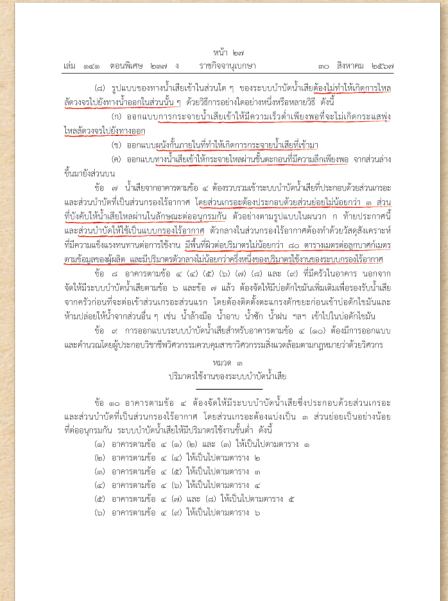 หน้า ๒๗
เล่ม ๑๔๑ ตอนพิเศษ ๒๓๗ ง ราชกิจจานุเบกษา ๓๐ สิงหาคม ๒๕๖๗
(๘) รูปแบบของทางน้ำเสียเข้าในส่วนใด ๆ ของระบบบำบัดน้ำเสียต้องไม่ทำให้เกิดการไหล
ลัดวงจรไปยังทางน้ำออกในส่วนนั้น ๆ ด้วยวิธีการอย่างใดอย่างหนึ่งหรือหลายวิธี ดังนี้
(ก) ออกแบบการกระจายน้ำเสียเข้าให้มีความเร็วต่ำเพียงพอที่จะไม่เกิดกระแสพุ่ง
ไหลลัดวงจรไปยังทางออก
(ข) ออกแบบผนังกั้นภายในที่ทำให้เกิดการกระจายน้ำเสียที่เข้ามา
(ค) ออกแบบทางน้ำเสียเข้าให้กระจายไหลผ่านชั้นตะกอนที่มีความลึกเพียงพอ จากส่วนล่าง
ขึ้นมายังส่วนบน
ข้อ ๗ น้ำเสียจากอาคารตามข้อ ๔ ต้องรวบรวมเข้าระบบบำบัดน้ำเสียที่ประกอบด้วยส่วนเกรอะ
และส่วนบำบัดที่เป็นส่วนกรองไร้อากาศ โดยส่วนเกรอะต้องประกอบด้วยส่วนย่อยไม่น้อยกว่า ๓ ส่วน
ที่บังคับให้น้ำเสียไหลผ่านในลักษณะต่ออนุกรมกัน ตัวอย่างตามรูปแบบในผนวก ก ท้ายประกาศนี้
และส่วนบำบัดให้ใช้เป็นแบบกรองไร้อากาศ ตัวกลางในส่วนกรองไร้อากาศต้องทำด้วยวัสดุสังเคราะห์
ที่มีความแข็งแรงทนทานต่อการใช้งาน มีพื้นที่ผิวต่อปริมาตรไม่น้อยกว่า ๘๐ ตารางเมตรต่อลูกบาศก์เมตร
ตามข้อมูลของผู้ผลิต และมีปริมาตรตัวกลางไม่น้อยกว่าครึ่งหนึ่งของปริมาตรใช้งานของระบบกรองไร้อากาศ
ข้อ ๘ อาคารตามข้อ ๔ (๔) (๕) (๖) (๗) (๘) และ (๙) ที่มีครัวในอาคาร นอกจาก
จัดให้มีระบบบำบัดน้ำเสียตามข้อ ๖ และข้อ ๗ แล้ว ต้องจัดให้มีบ่อดักไขมันเพิ่มเติมเพื่อรองรับน้ำเสีย
จากครัวก่อนที่จะต่อเข้าส่วนเกรอะส่วนแรก โดยต้องติดตั้งตะแกรงดักขยะก่อนเข้าบ่อดักไขมันและ
ห้ามปล่อยให้น้ำจากส่วนอื่น ๆ เช่น น้ำล้างมือ น้ำอาบ น้ำซัก น้ำฝน ฯลฯ เข้าไปในบ่อดักไขมัน
ข้อ ๙ การออกแบบระบบบำบัดน้ำเสียสำหรับอาคารตามข้อ ๔ (๑๐) ต้องมีการออกแบบ
และคำนวณโดยผู้ประกอบวิชาชีพวิศวกรรมควบคุมสาขาวิศวกรรมสิ่งแวดล้อมตามกฎหมายว่าด้วยวิศวกร
หมวด ๓
ปริมาตรใช้งานของระบบบำบัดน้ำเสีย
ข้อ ๑๐ อาคารตามข้อ ๔ ต้องจัดให้มีระบบบำบัดน้ำเสียซึ่งประกอบด้วยส่วนเกรอะ
และส่วนบำบัดที่เป็นส่วนกรองไร้อากาศ โดยส่วนเกรอะต้องแบ่งเป็น ๓ ส่วนย่อยเป็นอย่างน้อย
ที่ต่ออนุกรมกัน ระบบบำบัดน้ำเสียให้มีปริมาตรใช้งานขั้นต่ำ ดังนี้
(๑) อาคารตามข้อ ๔ (๑) (๒) และ (๓) ให้เป็นไปตามตาราง ๑
(๒) อาคารตามข้อ ๔ (๔) ให้เป็นไปตามตาราง ๒
(๓) อาคารตามข้อ ๔ (๕) ให้เป็นไปตามตาราง ๓
(๔) อาคารตามข้อ ๔ (๖) ให้เป็นไปตามตาราง ๔
(๕) อาคารตามข้อ ๔ (๗) และ (๘) ให้เป็นไปตามตาราง ๕
(๖) อาคารตามข้อ ๔ (๙) ให้เป็นไปตามตาราง ๖